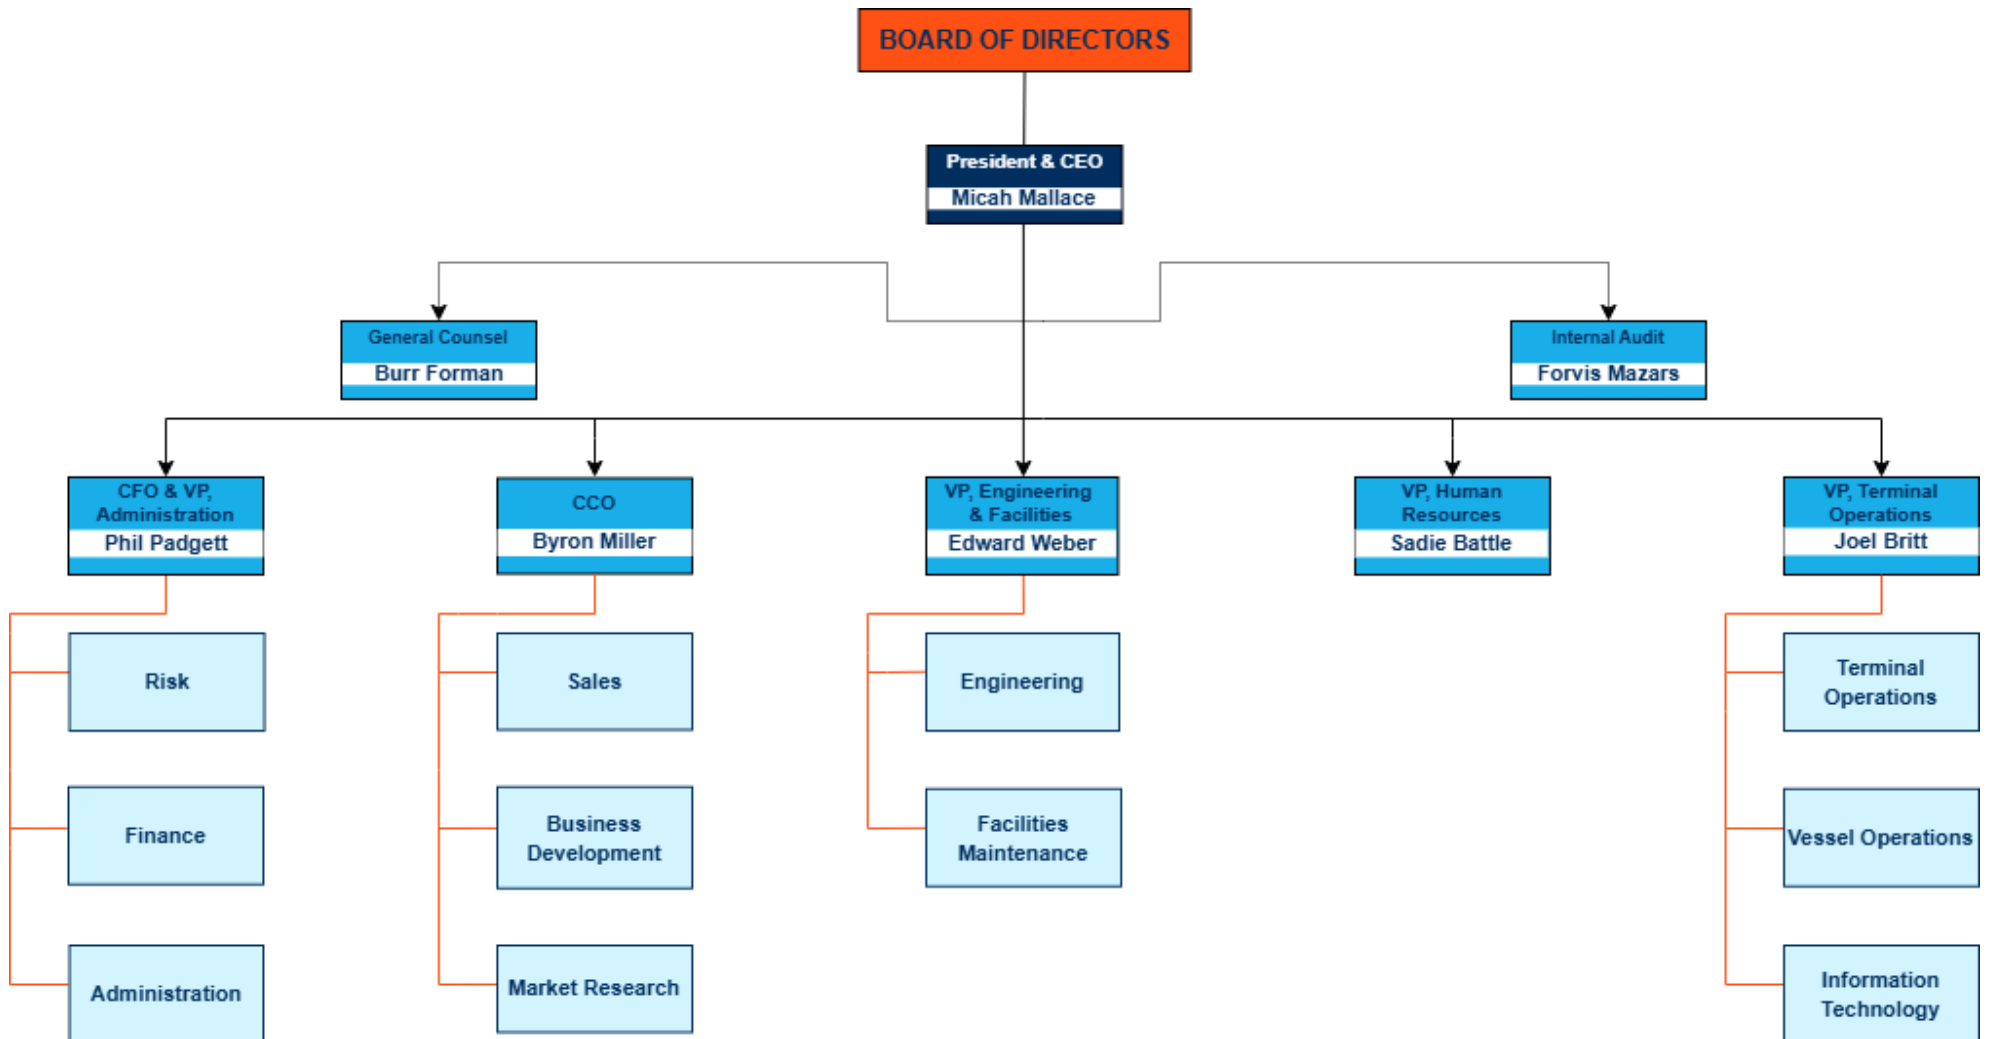 BOARD OF DIRECTORS
President & CEO
Micah Mallace
General Counsel
Burr Forman
Internal Audit
Forvis Mazars
CFO & VP,
Administration
Phil Padgett
CCO
Byron Miller
VP, Engineering
& Facilities
Edward Weber
VP, Human
Resources
Sadie Battle
VP, Terminal
Operations
Joel Britt
Risk
Sales
Engineering
Terminal
Operations
Finance
Business
Development
Facilities
Maintenance
Vessel Operations
Administration
Market Research
Information
Technology